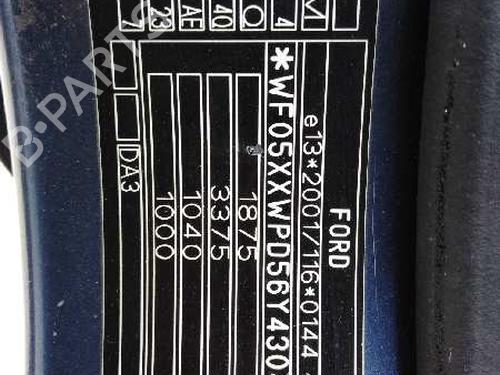 FORD
e13*2001/116*0144
*WF05XXWPD56Y430
1875
3375
1040
1000
DA3
M
4
Q
40
AE
23
B-PARTS